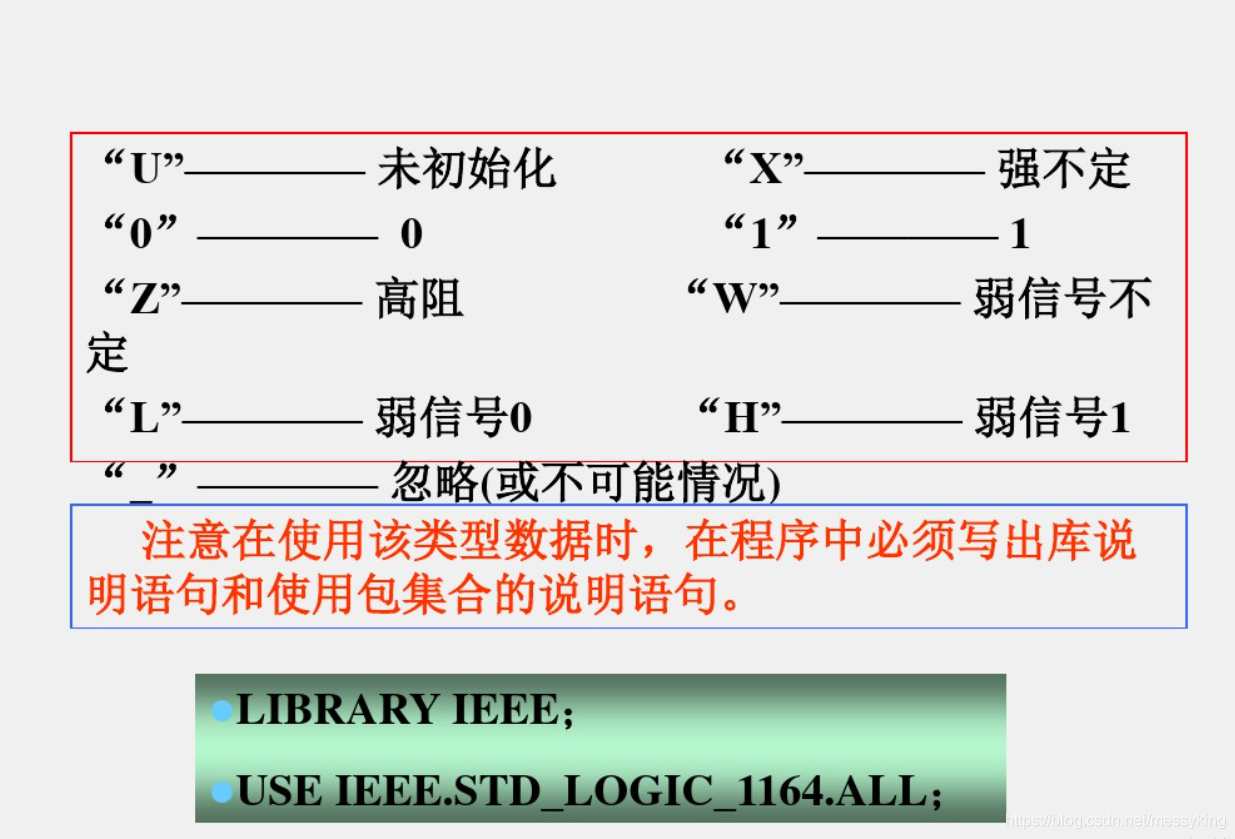 “U”———— 未初始化 “X”———— 强不定
“0” ———— 0 “1” ———— 1
“Z”———— 高阻 “W”———— 弱信号不
定
“L”———— 弱信号0 “H”———— 弱信号1
“_” ———— 忽略(或不可能情况)
注意在使用该类型数据时，在程序中必须写出库说
明语句和使用包集合的说明语句。
LIBRARY IEEE；
USE IEEE.STD_LOGIC_1164.ALL；
https://blog.csdn.net/messyking